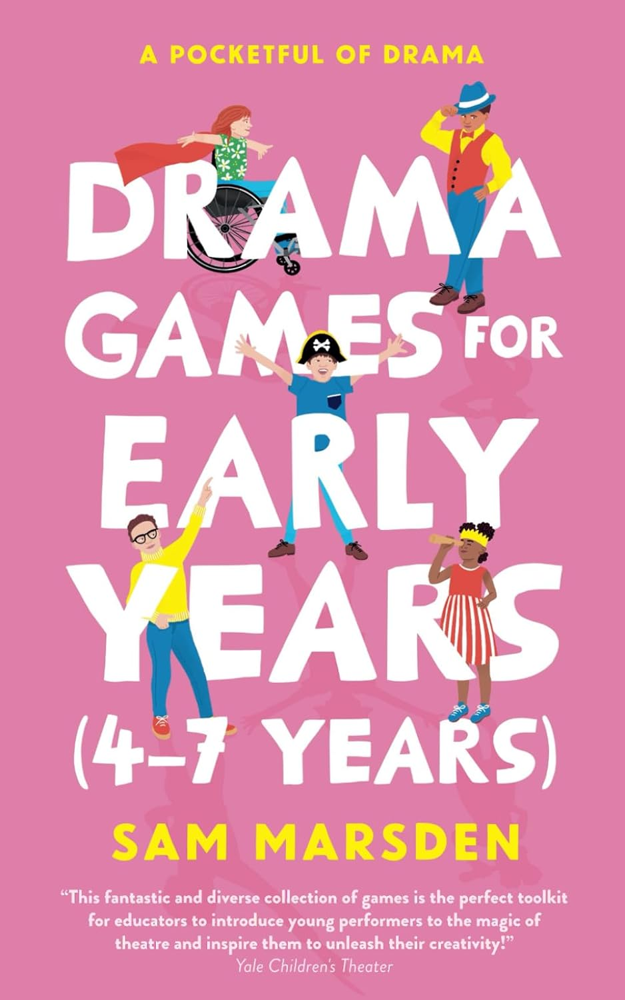 A POCKETFUL OF DRAMA
DRAMA
GAMES FOR
EARLY
YEARS
(4–7 YEARS)
SAM MARSDEN
“This fantastic and diverse collection of games is the perfect toolkit
for educators to introduce young performers to the magic of
theatre and inspire them to unleash their creativity!”
Yale Children's Theater